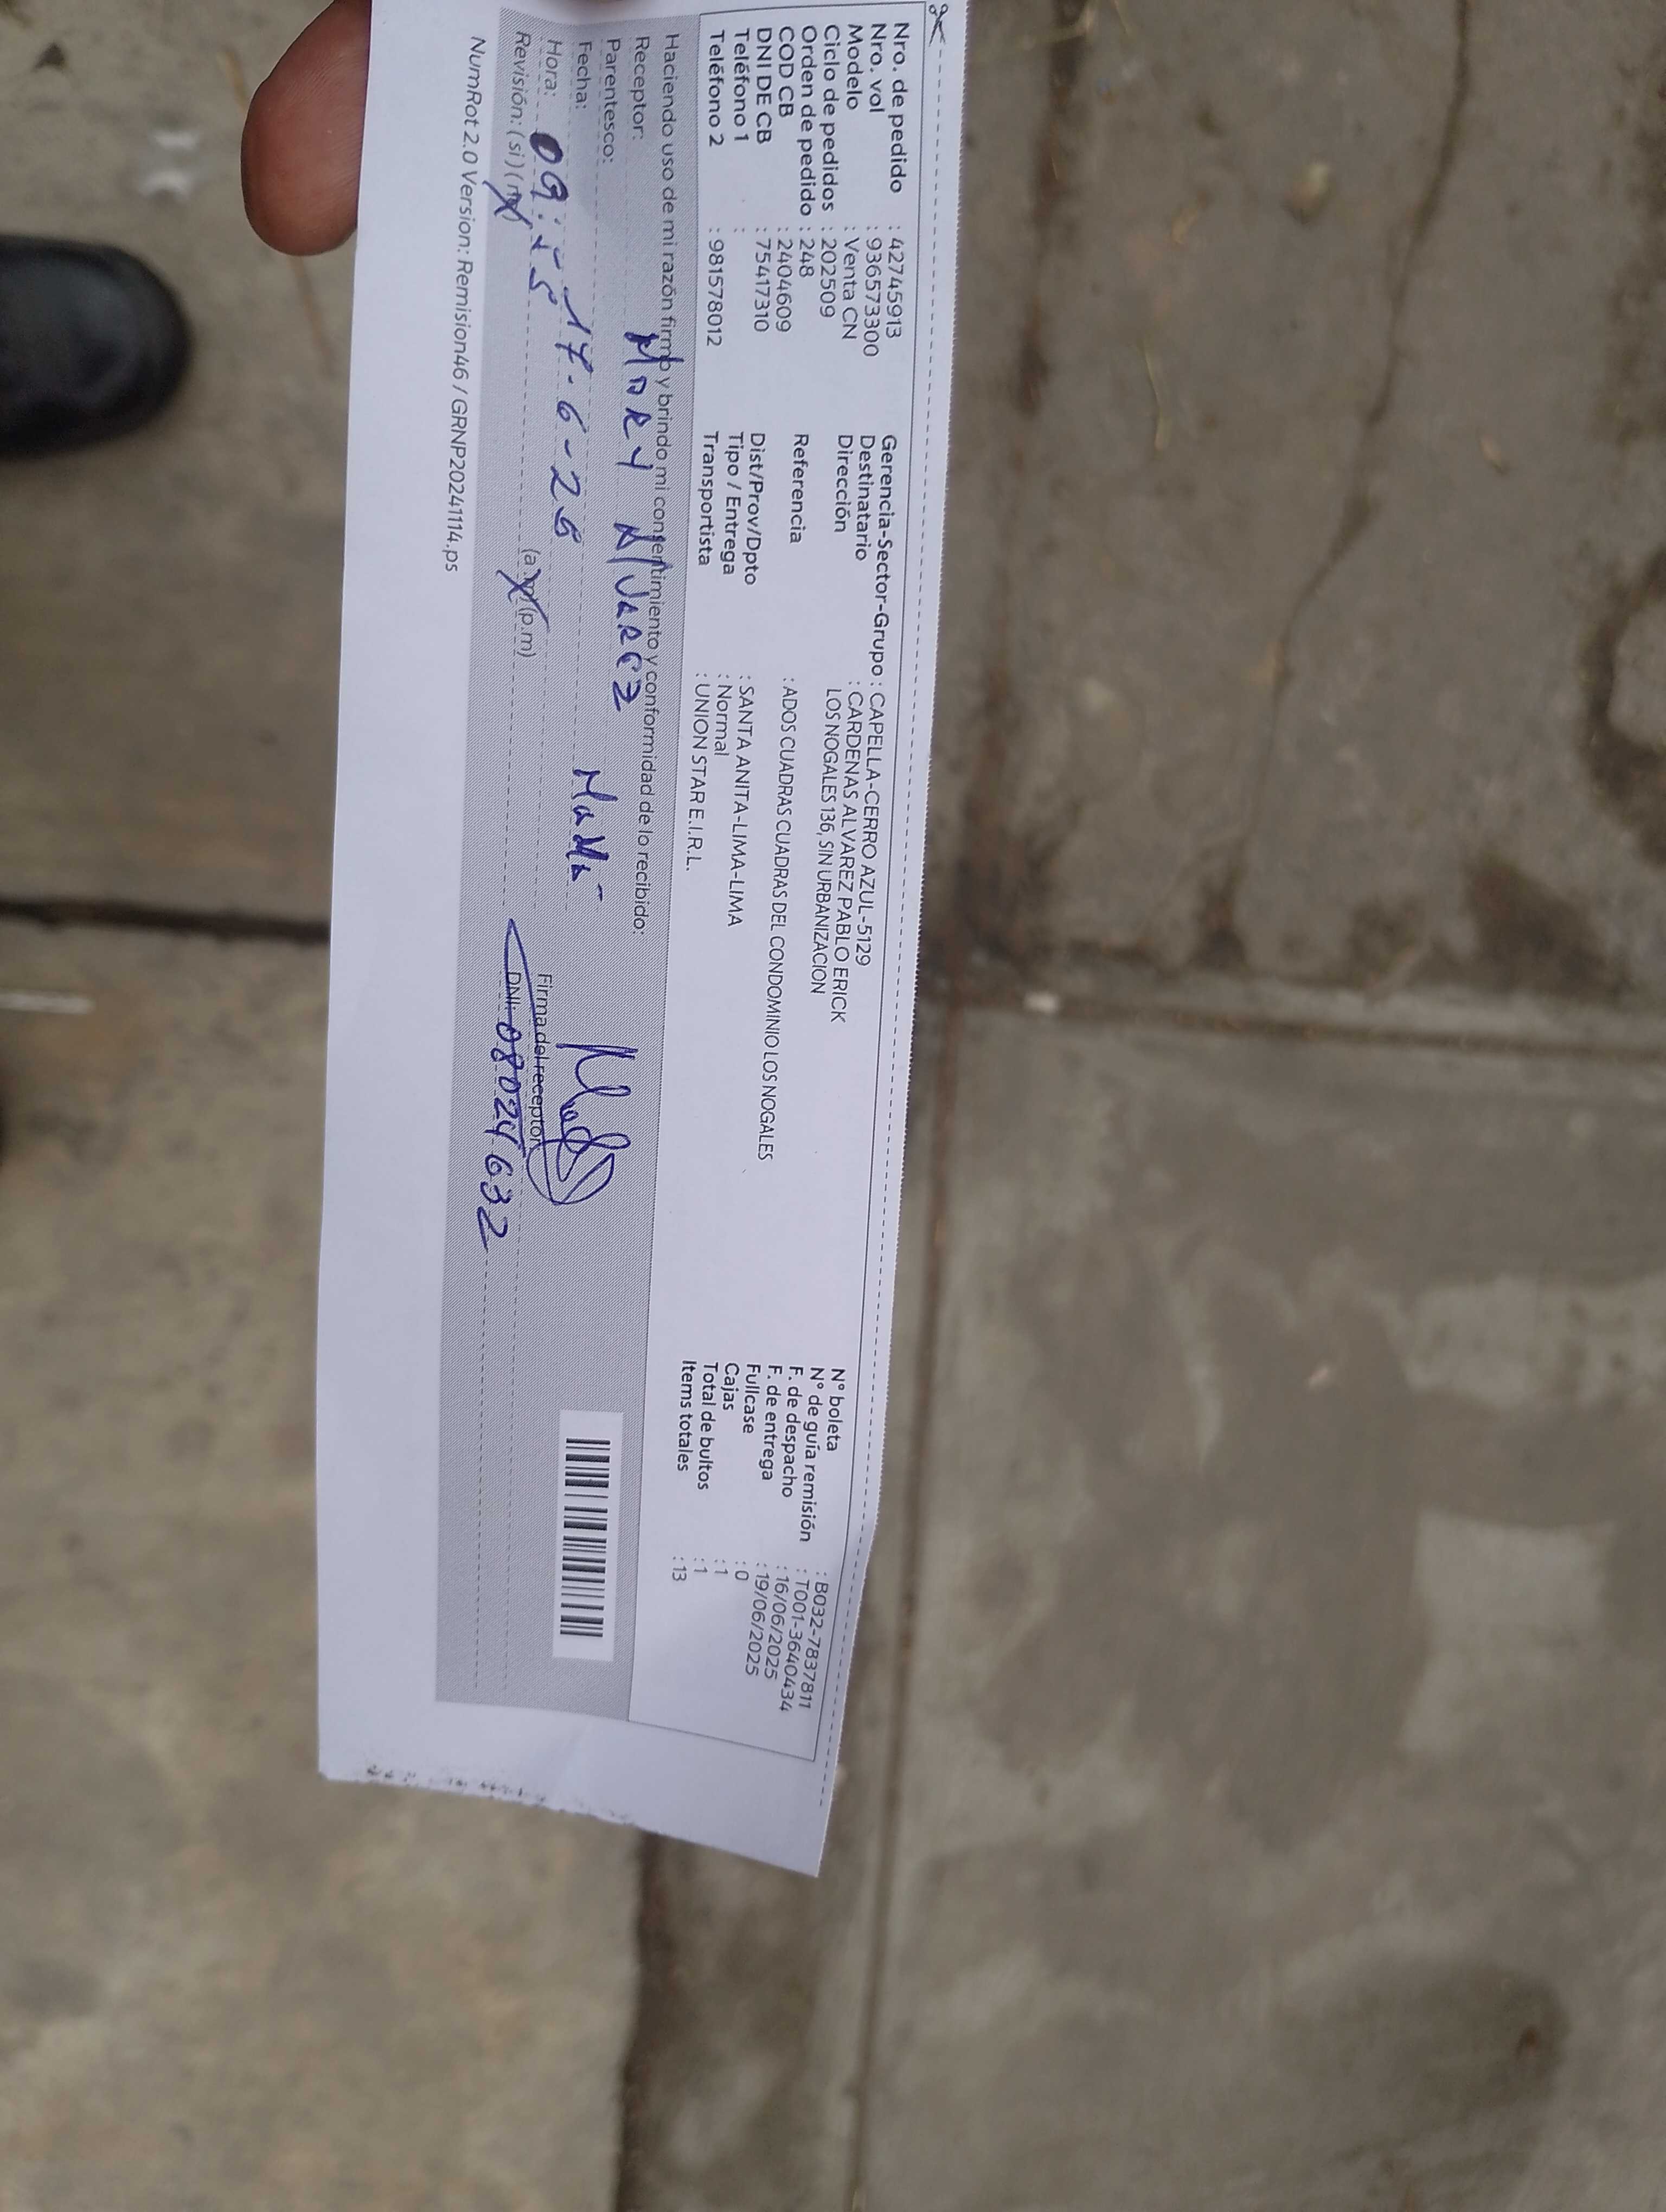 Nro. de pedido : 42745913
Nro. vol : 936573300
Modelo : Venta CN
Ciclo de pedidos : 202509
Orden de pedido : 248
COD CB : 2404609
DNI DE CB : 75417310
Teléfono 1 :
Teléfono 2 : 981578012
Gerencia-Sector-Grupo : CAPELLA-CERRO AZUL-5129
Destinatario : CARDENAS ALVAREZ PABLO ERICK
Dirección LOS NOGALES 136, SIN URBANIZACION
Referencia : ADOS CUADRAS CUADRAS DEL CONDOMINIO LOS NOGALES
Dist/Prov/Dpto : SANTA ANITA-LIMA-LIMA
Tipo / Entrega : Normal
Transportista : UNION STAR E.I.R.L.
N° boleta : B032-7837811
N° de guía remisión : T001-3640434
F. de despacho : 16/06/2025
F. de entrega : 19/06/2025
Fullcase : 0
Cajas : 1
Total de bultos : 1
Items totales : 13
Haciendo uso de mi razón firmo y brindo mi consentimiento y conformidad de lo recibido:
Receptor: MARY AlVAREZ
Parentesco: MaMá
Fecha: 17-6-25
Hora: (p.m)
Revisión: (si)
Firma del receptor
DNI: 08024632
NumRot 2.0 Version: Remision46 / GRNP20241114.ps